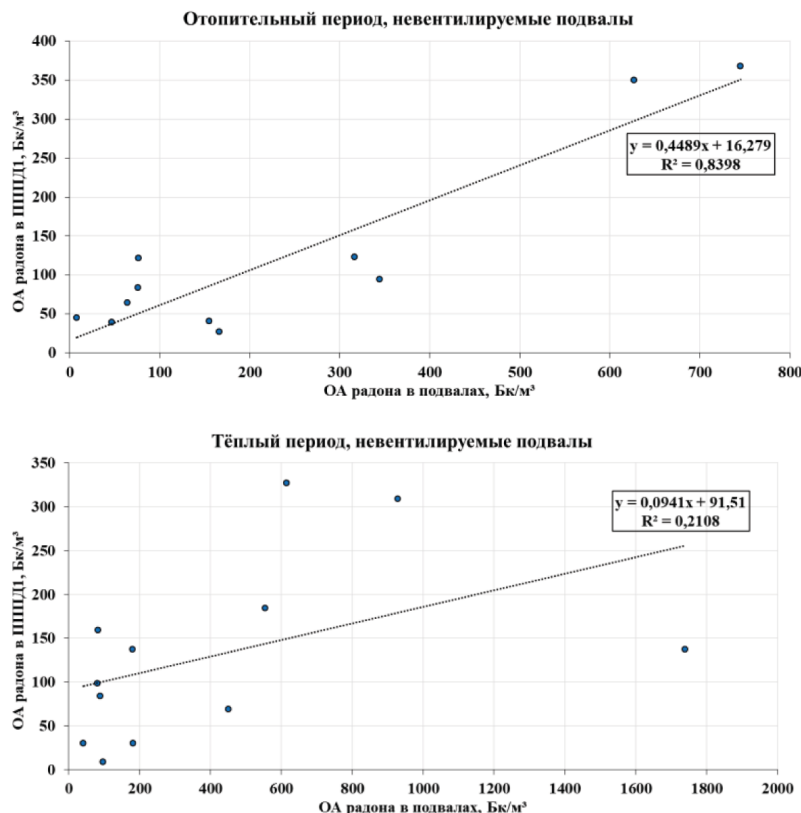 Отопительный период, невентилируемые подвалы
400
350
300
250
200
150
100
50
0
ОА радона в ПППД1, Бк/м³
y = 0,4489x + 16,279
R² = 0,8398
0 100 200 300 400 500 600 700 800
ОА радона в подвалах, Бк/м³
Тёплый период, невентилируемые подвалы
350
300
250
200
150
100
50
0
ОА радона в ПППД1, Бк/м³
y = 0,0941x + 91,51
R² = 0,2108
0 200 400 600 800 1000 1200 1400 1600 1800 2000
ОА радона в подвалах, Бк/м³